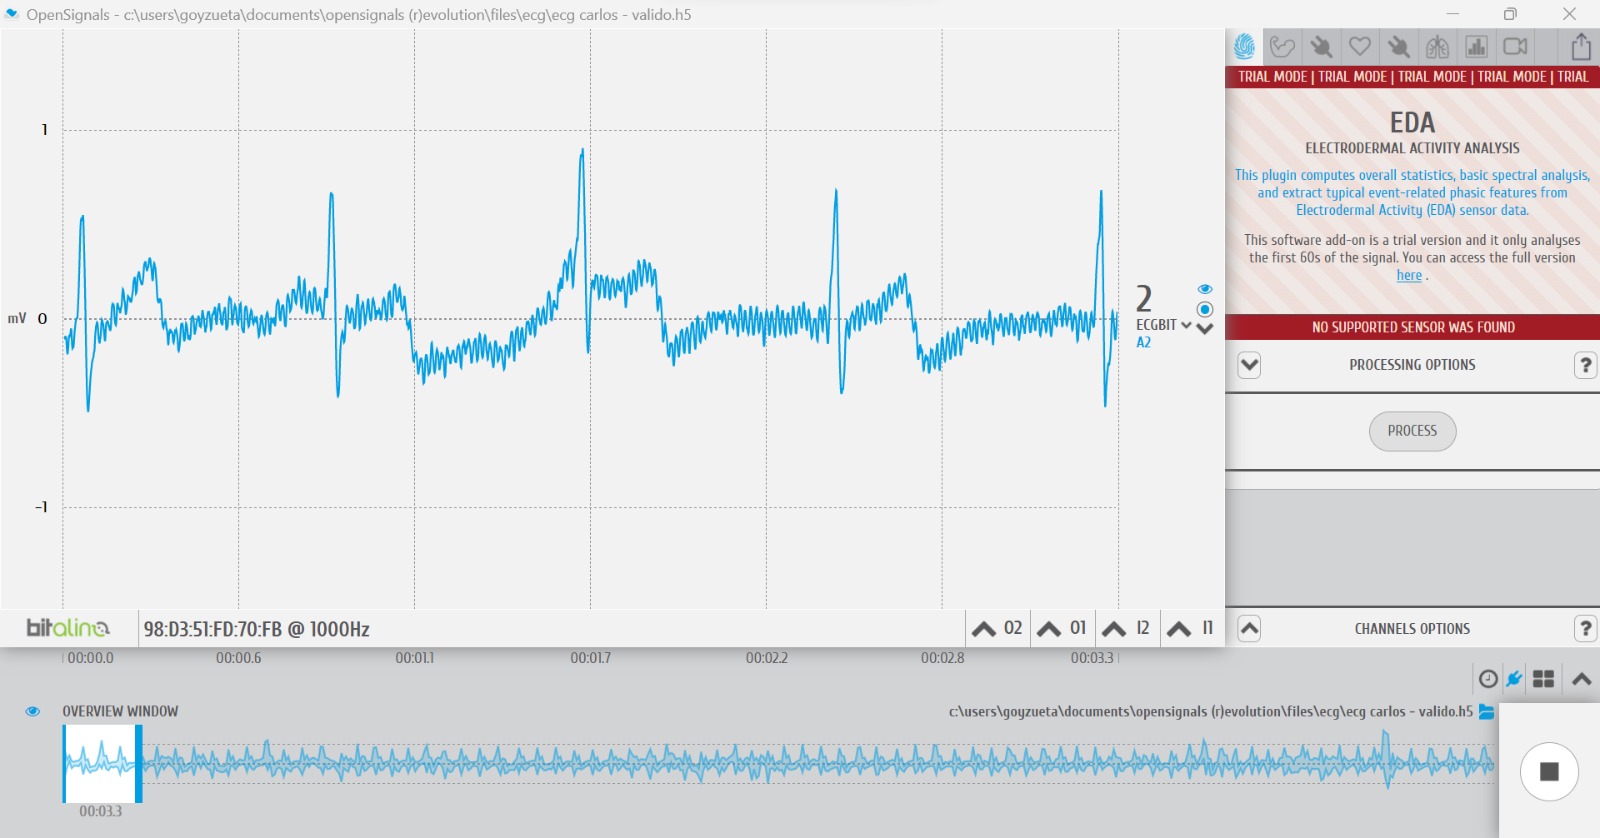 OpenSignals - c:\users\goyzueta\documents\opensignals (r)evolution\files\ecg\ecg carlos - valido.h5
TRIAL MODE | TRIAL MODE | TRIAL MODE | TRIAL MODE | TRIAL
EDA
ELECTRODERMAL ACTIVITY ANALYSIS
This plugin computes overall statistics, basic spectral analysis,
and extract typical event-related phasic features from
Electrodermal Activity (EDA) sensor data.
This software add-on is a trial version and it only analyses
the first 60s of the signal. You can access the full version
here .
NO SUPPORTED SENSOR WAS FOUND
PROCESSING OPTIONS
?
PROCESS
CHANNELS OPTIONS
?
1
mV 0
-1
2
ECGBIT
A2
bitalino 98:D3:51:FD:70:FB @ 1000Hz O2 O1 I2 I1
00:00.0 00:00.6 00:01.1 00:01.7 00:02.2 00:02.8 00:03.3
OVERVIEW WINDOW c:\users\goyzueta\documents\opensignals (r)evolution\files\ecg\ecg carlos - valido.h5
00:03.3